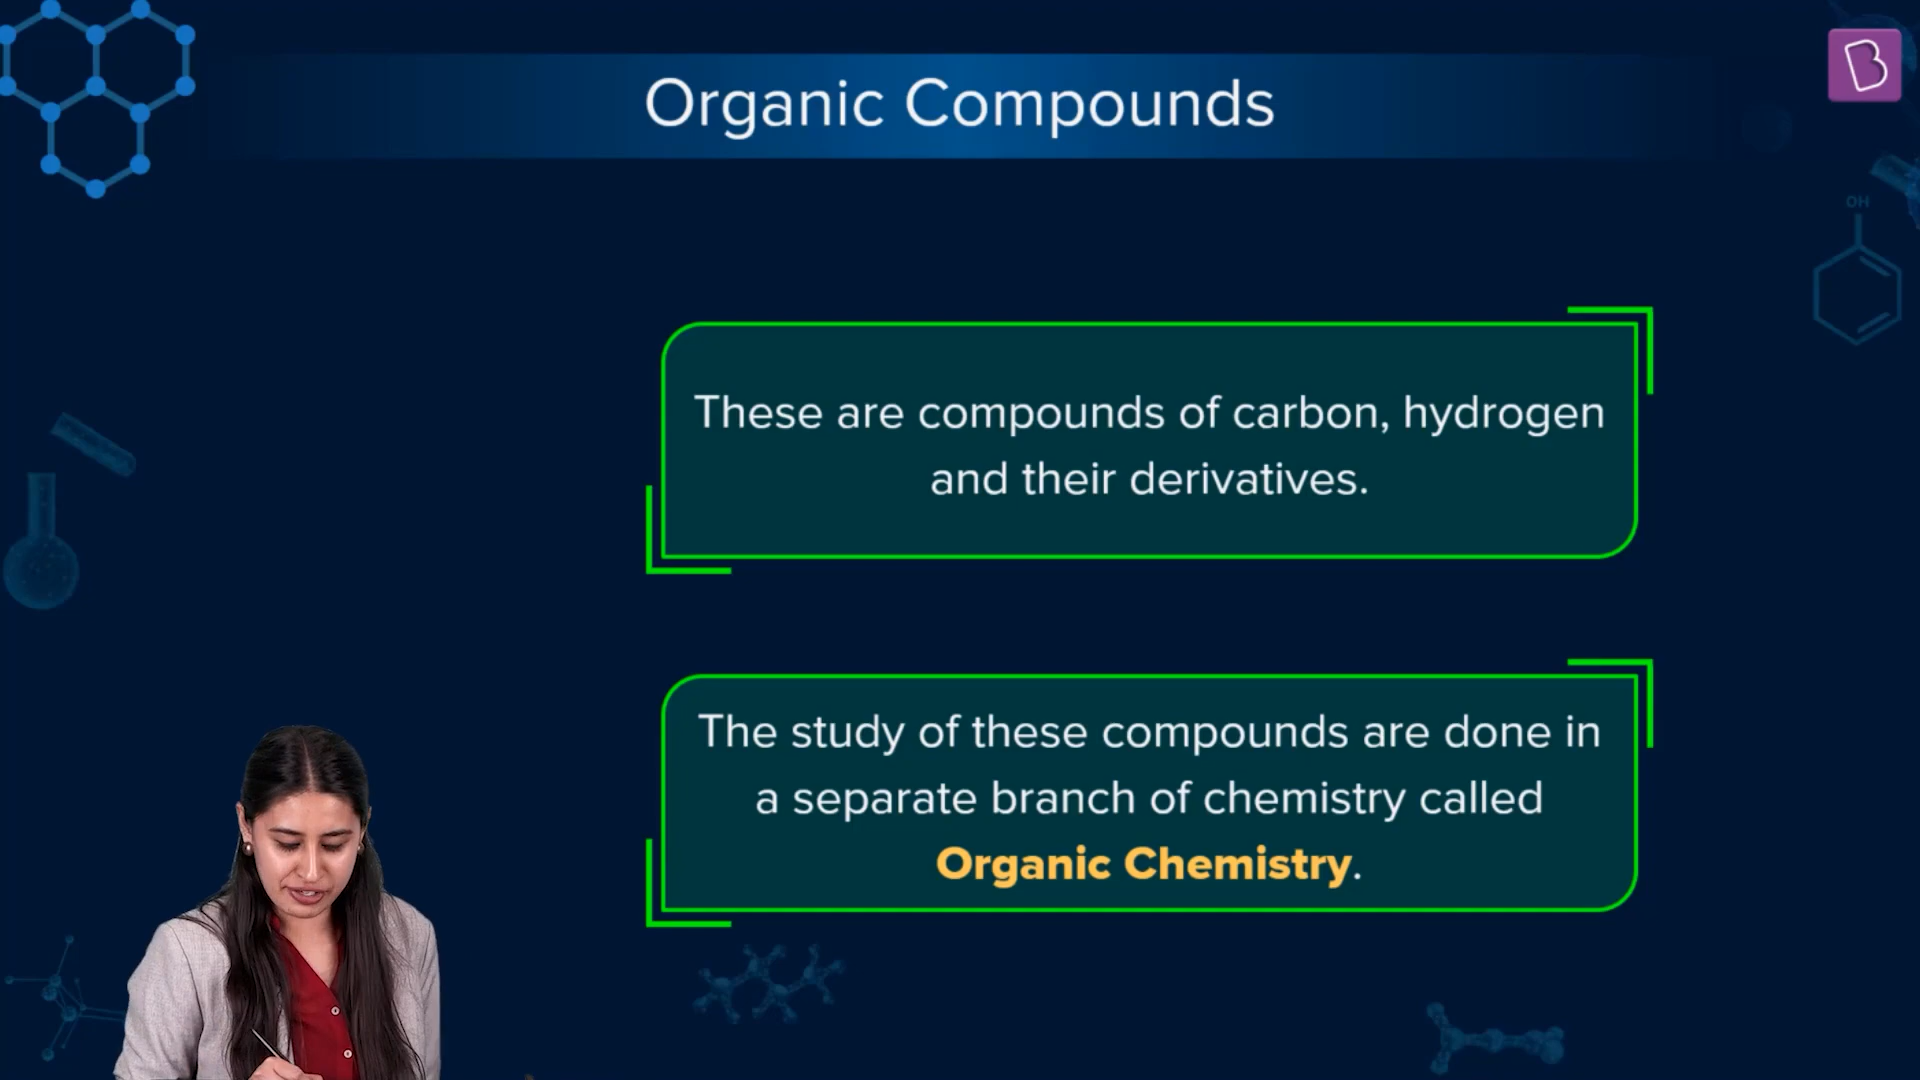 Organic Compounds
B
OH
These are compounds of carbon, hydrogen
and their derivatives.
The study of these compounds are done in
a separate branch of chemistry called
Organic Chemistry.